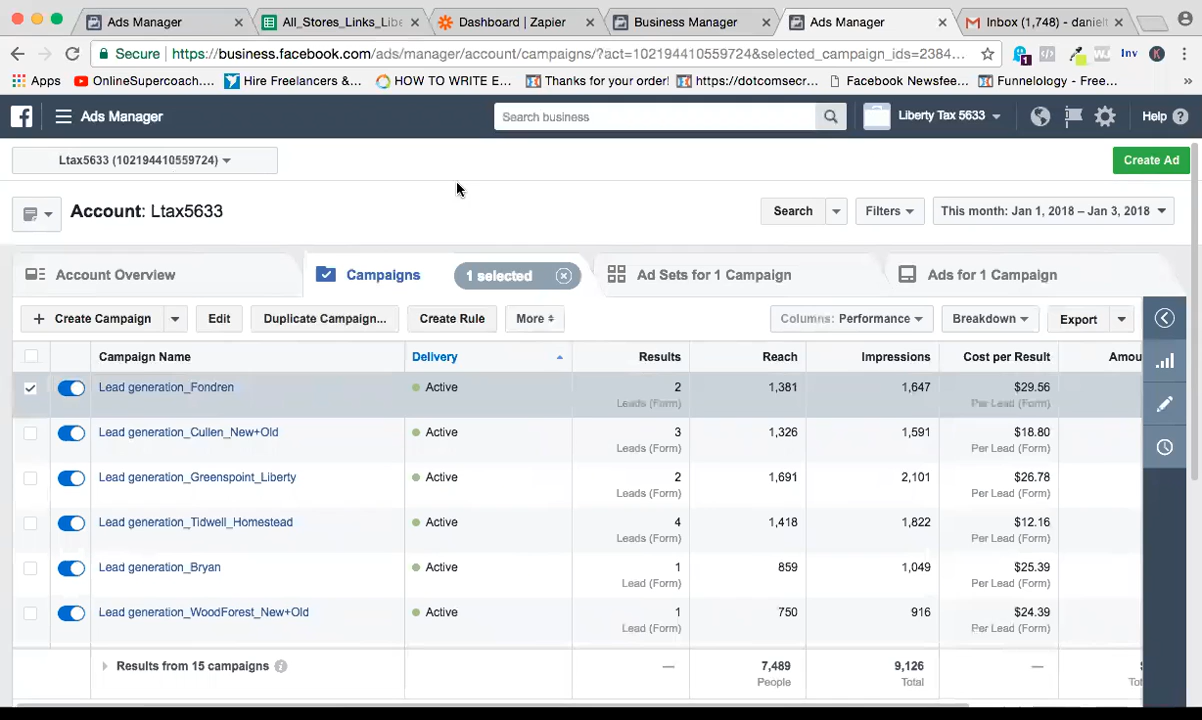 Ads Manager
All_Stores_Links_Libe
Dashboard | Zapier
Business Manager
Ads Manager
Inbox (1,748) - danielt
Secure
https://business.facebook.com/ads/manager/account/campaigns/?act=102194410559724&selected_campaign_ids=2384...
Inv
1
K
Apps
OnlineSupercoach....
Hire Freelancers &...
HOW TO WRITE E...
Thanks for your order!
https://dotcomsecr...
Facebook Newsfee...
Funnelology - Free...
»
Ads Manager
Search business
Liberty Tax 5633
Help
Ltax5633 (102194410559724)
Create Ad
Account: Ltax5633
Search
Filters
This month: Jan 1, 2018 – Jan 3, 2018
Account Overview
Campaigns
1 selected
Ad Sets for 1 Campaign
Ads for 1 Campaign
+ Create Campaign
Edit
Duplicate Campaign...
Create Rule
More
Columns: Performance
Breakdown
Export
Campaign Name Delivery Results Reach Impressions Cost per Result Amou
Lead generation_Fondren Active 2 1,381 1,647 $29.56
Leads (Form) Per Lead (Form)
Lead generation_Cullen_New+Old Active 3 1,326 1,591 $18.80
Leads (Form) Per Lead (Form)
Lead generation_Greenspoint_Liberty Active 2 1,691 2,101 $26.78
Leads (Form) Per Lead (Form)
Lead generation_Tidwell_Homestead Active 4 1,418 1,822 $12.16
Leads (Form) Per Lead (Form)
Lead generation_Bryan Active 1 859 1,049 $25.39
Lead (Form) Per Lead (Form)
Lead generation_WoodForest_New+Old Active 1 750 916 $24.39
Lead (Form) Per Lead (Form)
Results from 15 campaigns — 7,489 9,126 — $
People Total Tot